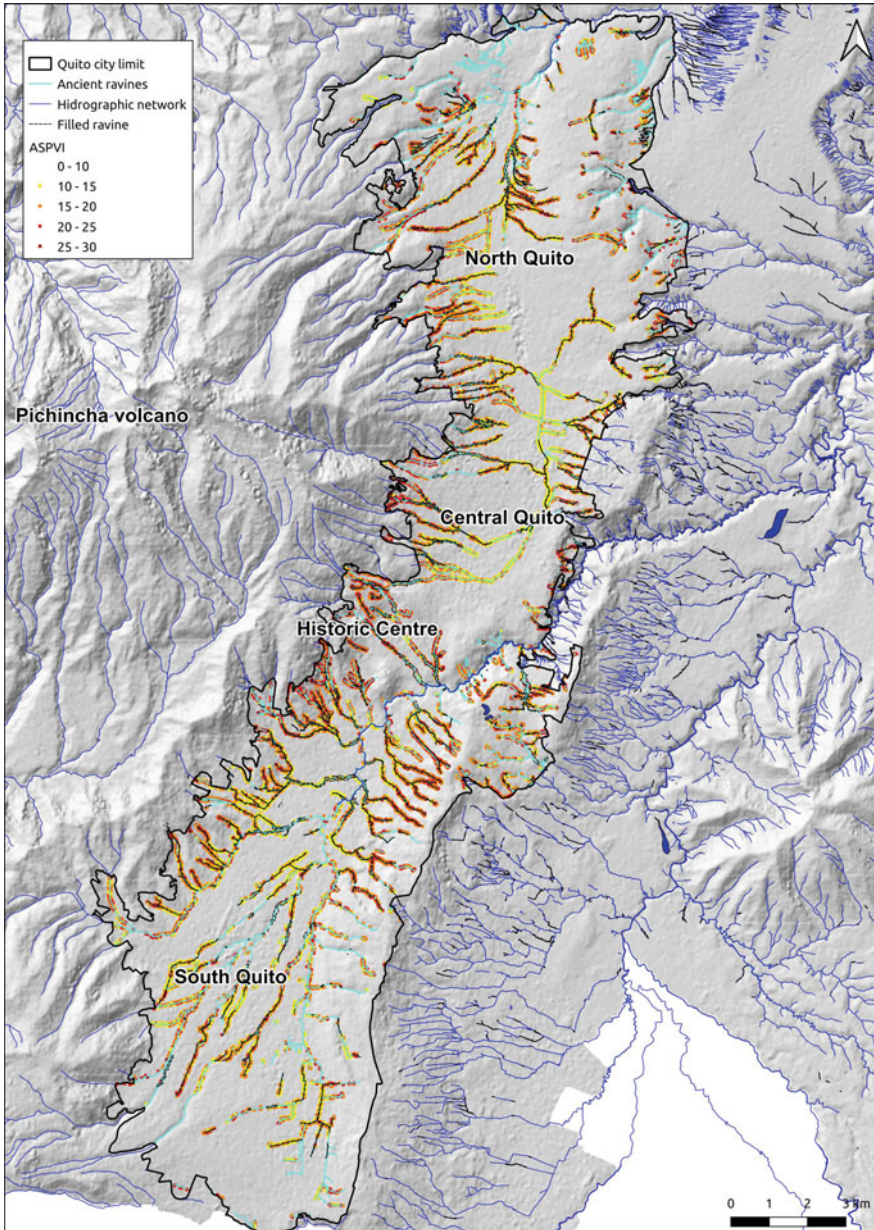 Quito city limit
Ancient ravines
Hidrographic network
Filled ravine
ASPVI
0 - 10
10 - 15
15 - 20
20 - 25
25 - 30
North Quito
Pichincha volcano
Central Quito
Historic Centre
South Quito
0 1 2 3 km